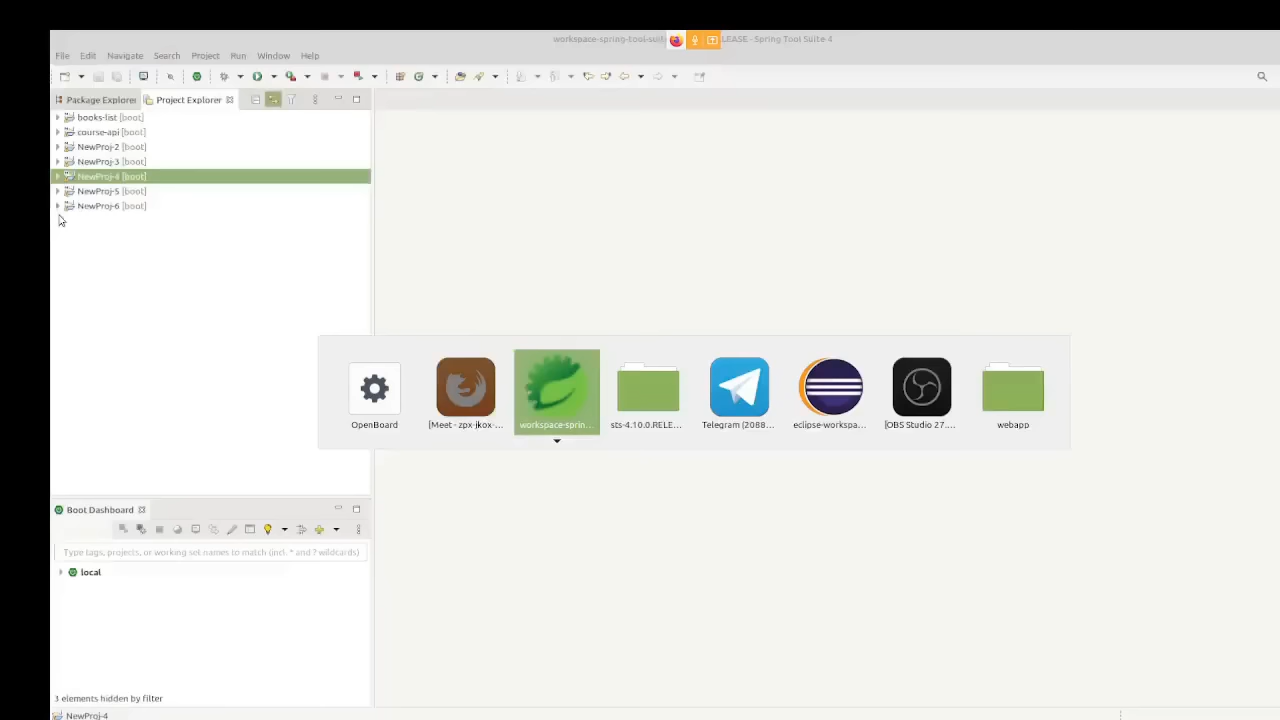 workspace-spring-tool-suit LEASE - Spring Tool Suite 4
File Edit Navigate Search Project Run Window Help
Package Explorer Project Explorer
books-list [boot]
course-api [boot]
NewProj-2 [boot]
NewProj-3 [boot]
NewProj-4 [boot]
NewProj-5 [boot]
NewProj-6 [boot]
OpenBoard [Meet - zpx-jkox-... workspace-sprin... sts-4.10.0.RELE... Telegram (2088... eclipse-workspa... [OBS Studio 27.... webapp
Boot Dashboard
Type tags, projects, or working set names to match (incl. * and ? wildcards)
local
3 elements hidden by filter
NewProj-4